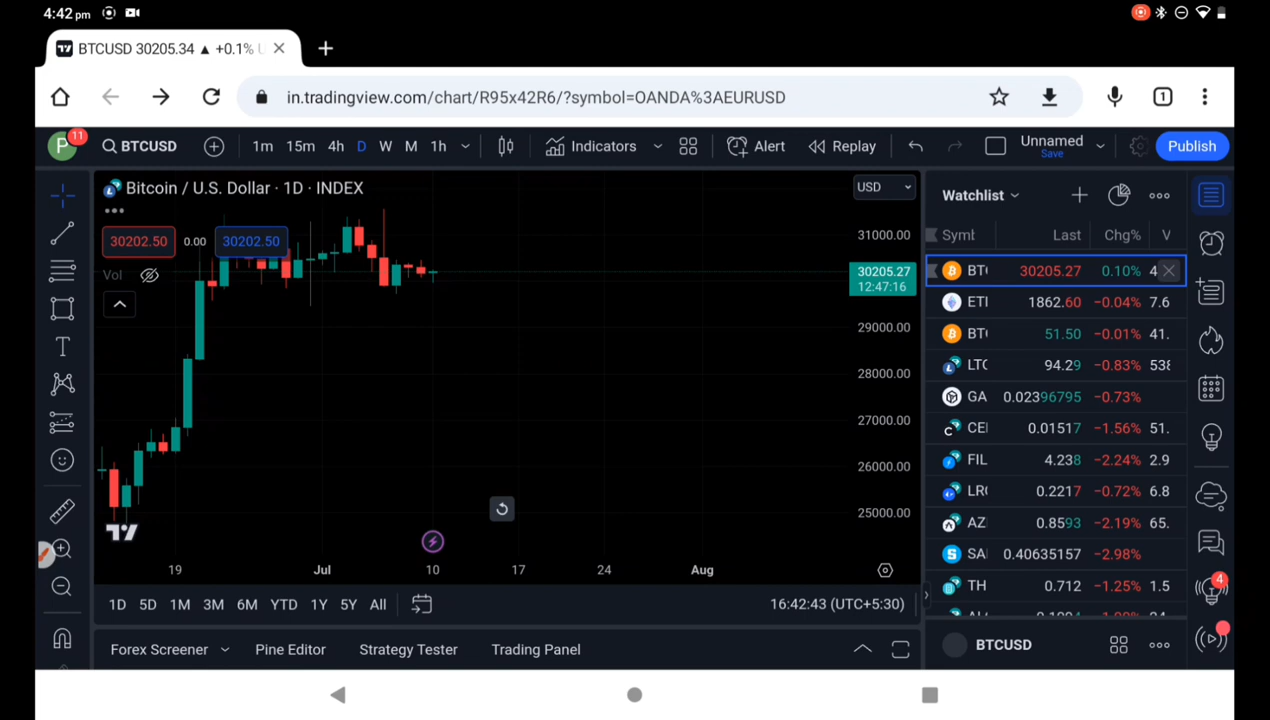 4:42 pm
BTCUSD 30205.34 ▲ +0.1%
in.tradingview.com/chart/R95x42R6/?symbol=OANDA%3AEURUSD
1
P 11
BTCUSD 1m 15m 4h D W M 1h Indicators Alert Replay Unnamed Save Publish
Bitcoin / U.S. Dollar · 1D · INDEX
USD
30202.50 0.00 30202.50
Vol
31000.00
30205.27
12:47:16
29000.00
28000.00
27000.00
26000.00
25000.00
19 Jul 10 17 24 Aug
1D 5D 1M 3M 6M YTD 1Y 5Y All
16:42:43 (UTC+5:30)
Forex Screener Pine Editor Strategy Tester Trading Panel
Watchlist
Last Chg% V
30205.27 0.10% 4
1862.60 −0.04% 7.6
51.50 −0.01% 41.
LTC 94.29 −0.83% 538
GA 0.02396795 −0.73%
0.01517 −1.56% 51.
FIL 4.238 −2.24% 2.9
0.2217 −0.72% 6.8
AZ 0.8593 −2.19% 65.
SA 0.40635157 −2.98%
TH 0.712 −1.25% 1.5
BTCUSD
4